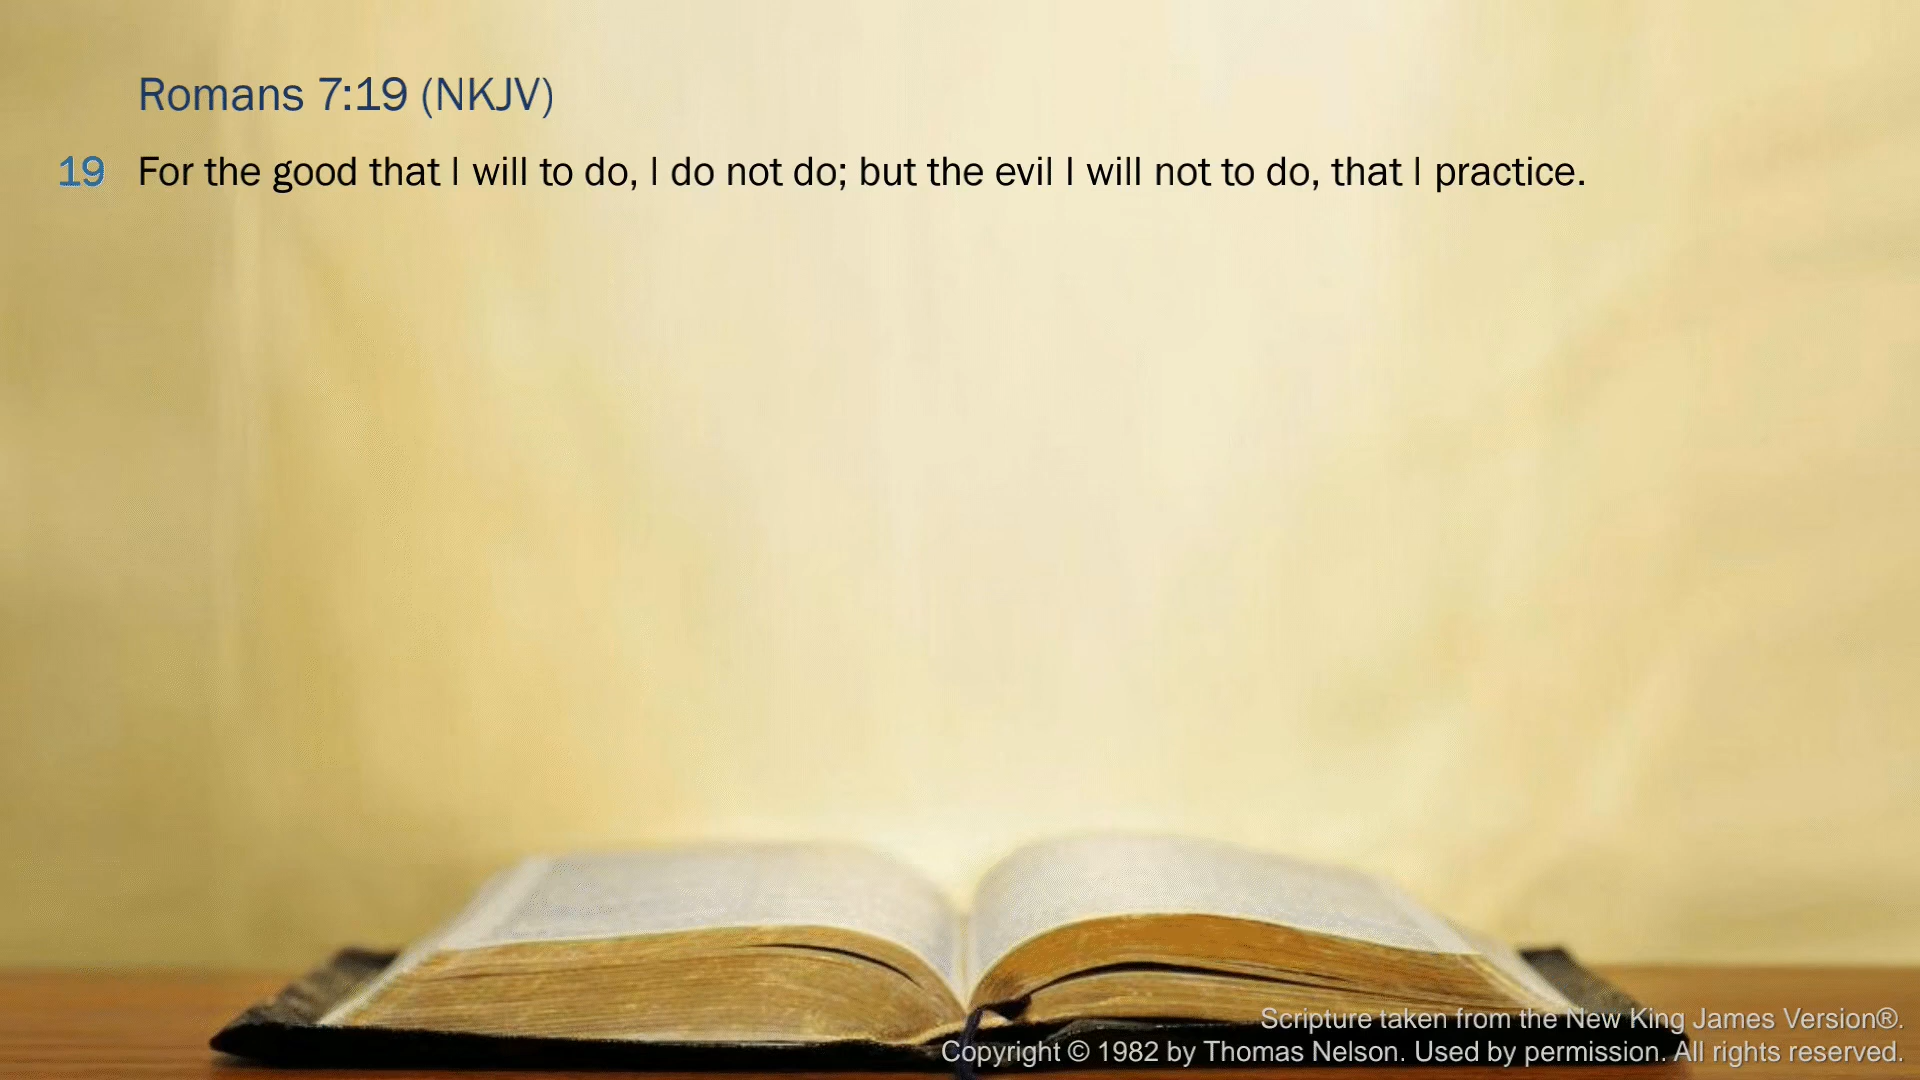 Romans 7:19 (NKJV)
19 For the good that I will to do, I do not do; but the evil I will not to do, that I practice.
Scripture taken from the New King James Version®.
Copyright © 1982 by Thomas Nelson. Used by permission. All rights reserved.